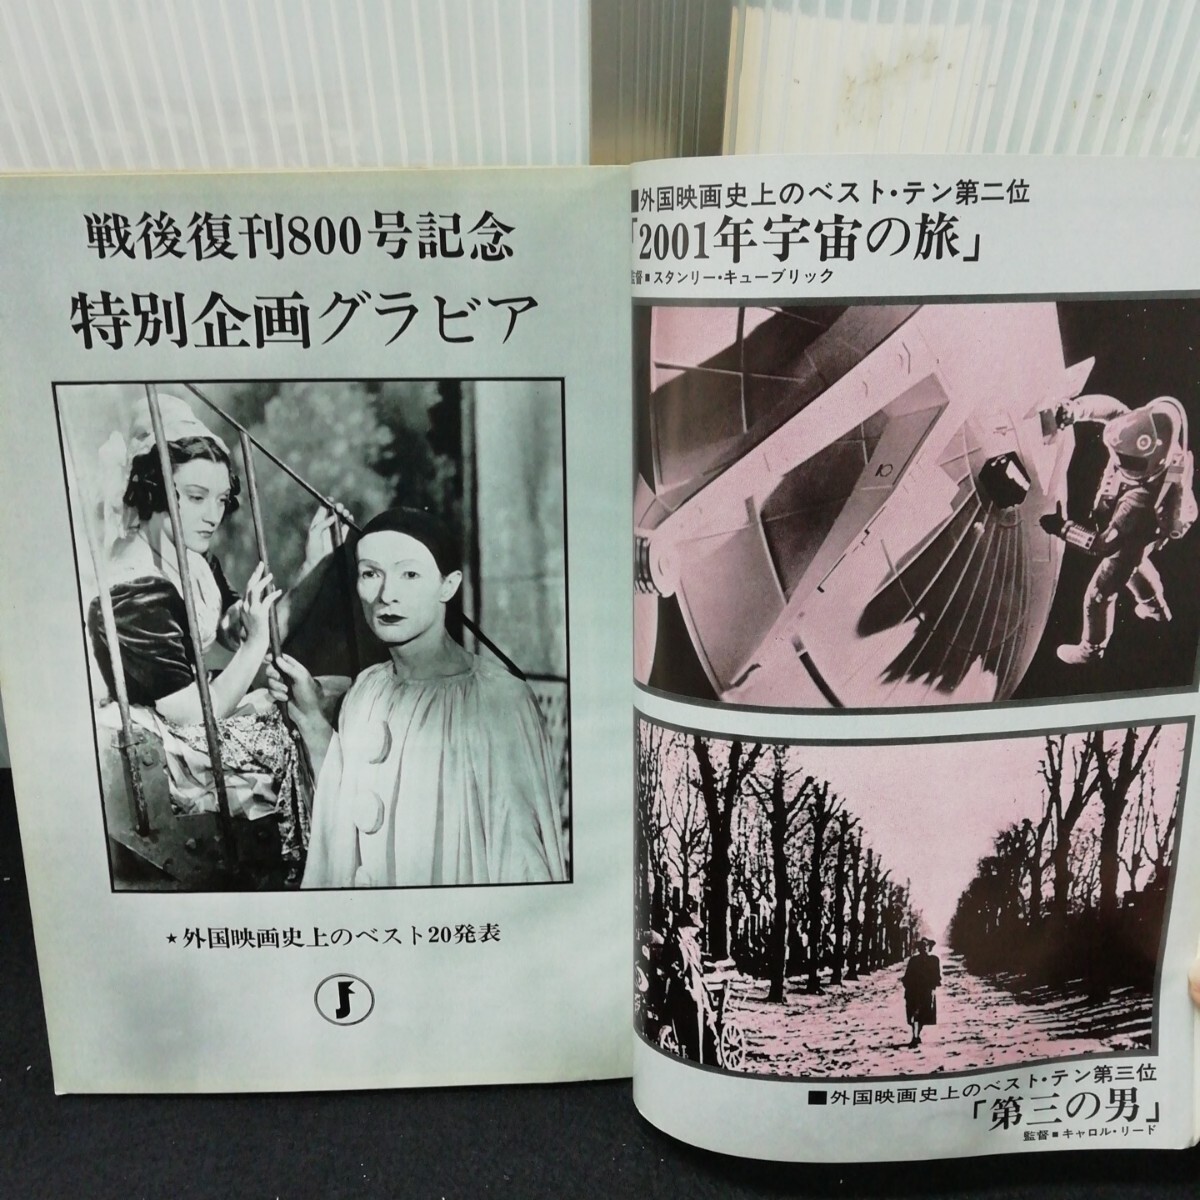 戦後復刊800号記念
特別企画グラビア
★外国映画史上のベスト20発表
J
■外国映画史上のベスト・テン第二位
「2001年宇宙の旅」
監督■スタンリー・キューブリック
■外国映画史上のベスト・テン第三位
「第三の男」
監督■キャロル・リード